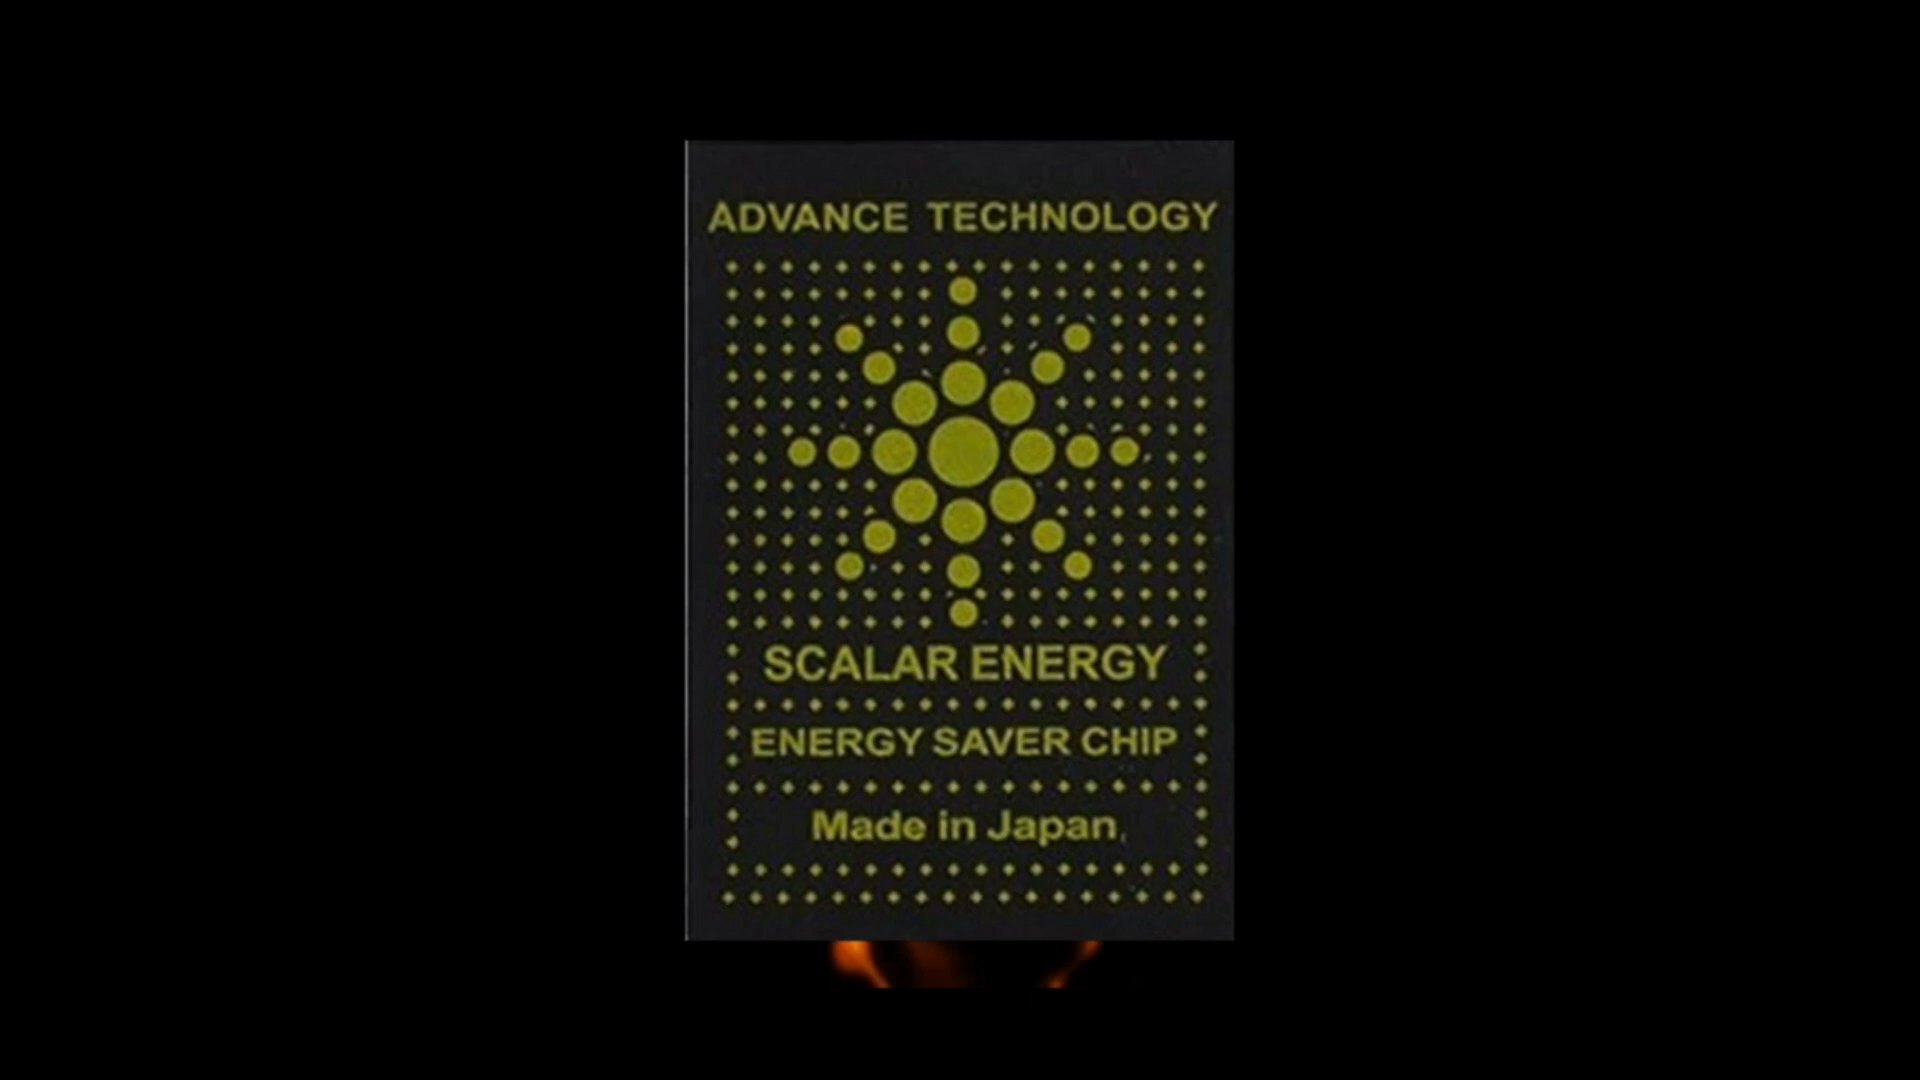 ADVANCE TECHNOLOGY
SCALAR ENERGY
ENERGY SAVER CHIP
Made in Japan